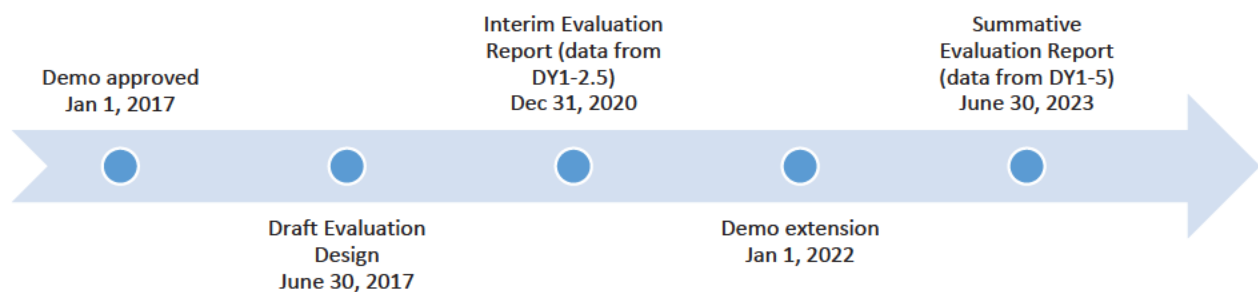 Demo approved
Jan 1, 2017
Draft Evaluation
Design
June 30, 2017
Interim Evaluation
Report (data from
DY1-2.5)
Dec 31, 2020
Demo extension
Jan 1, 2022
Summative
Evaluation Report
(data from DY1-5)
June 30, 2023